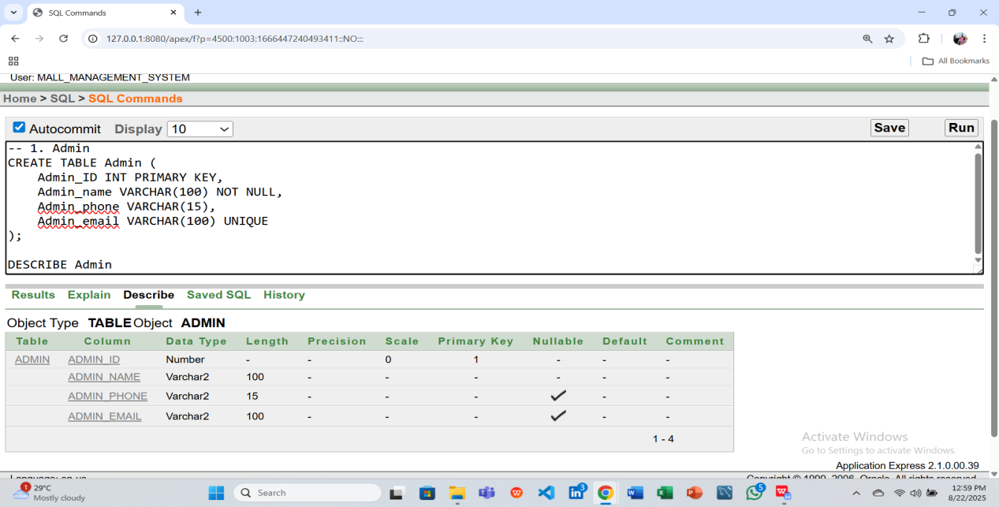 SQL Commands
127.0.0.1:8080/apex/f?p=4500:1003:1666447240493411::NO:::
All Bookmarks
User: MALL_MANAGEMENT_SYSTEM
Home > SQL > SQL Commands
Autocommit Display 10 Save Run
-- 1. Admin
CREATE TABLE Admin (
    Admin_ID INT PRIMARY KEY,
    Admin_name VARCHAR(100) NOT NULL,
    Admin_phone VARCHAR(15),
    Admin_email VARCHAR(100) UNIQUE
);
DESCRIBE Admin
Results Explain Describe Saved SQL History
Object Type TABLE Object ADMIN
Table Column Data Type Length Precision Scale Primary Key Nullable Default Comment
ADMIN ADMIN_ID Number - - 0 1 - - -
ADMIN_NAME Varchar2 100 - - - - - -
ADMIN_PHONE Varchar2 15 - - - - -
ADMIN_EMAIL Varchar2 100 - - - - -
1 - 4
Activate Windows
Go to Settings to activate Windows.
Application Express 2.1.0.00.39
Language: en-us Copyright © 1999, 2006, Oracle. All rights reserved.
1 29°C
Mostly cloudy
Search
3
5
12:59 PM
8/22/2025